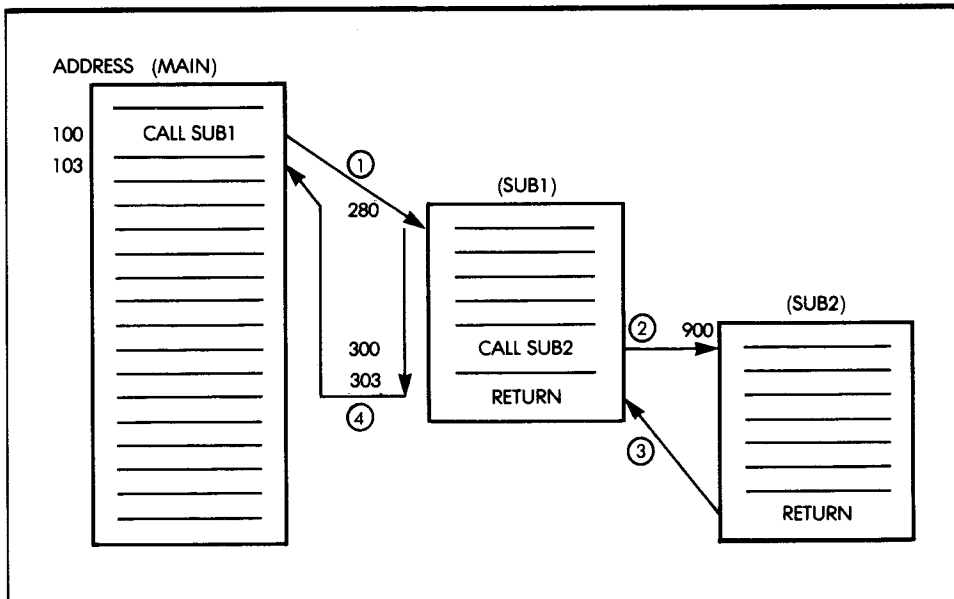 ADDRESS (MAIN)
100 CALL SUB1
103
①
280
(SUB1)
300 CALL SUB2
303 RETURN
④
② 900
(SUB2)
③
RETURN